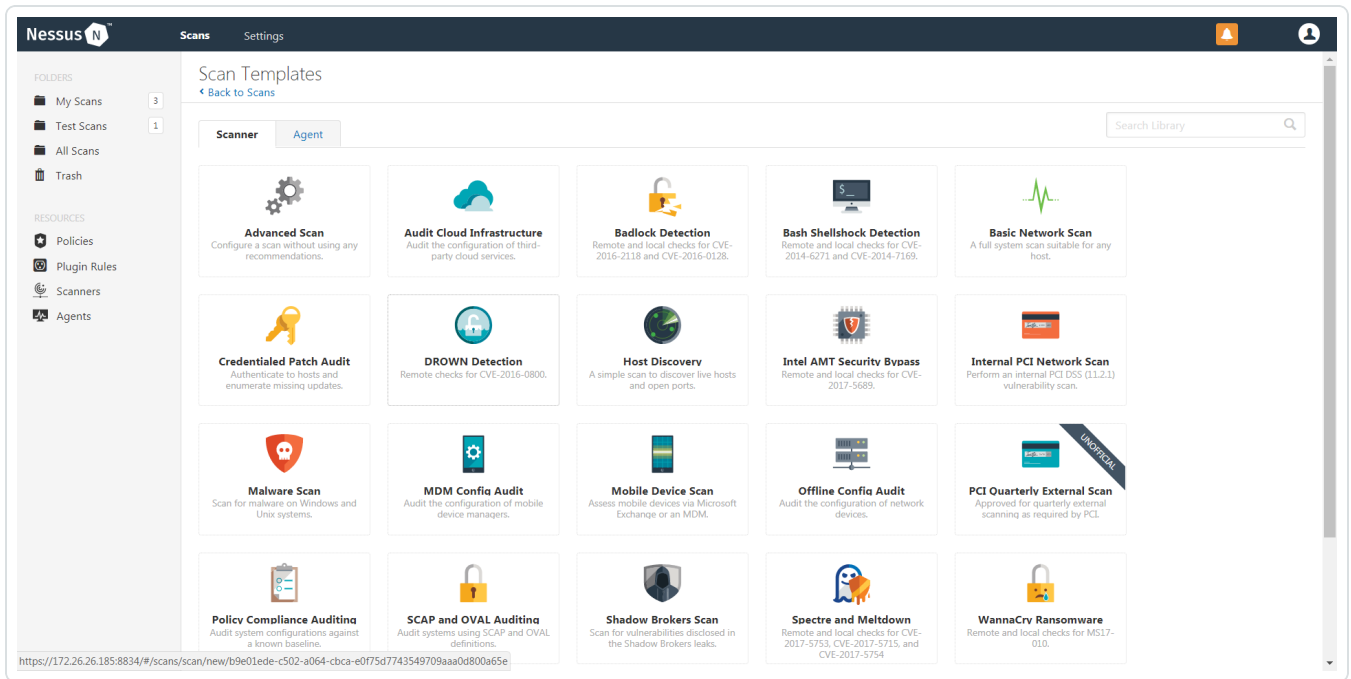 Nessus N ™
Scans Settings
FOLDERS
My Scans 3
Test Scans 1
All Scans
Trash
RESOURCES
Policies
Plugin Rules
Scanners
Agents
Scan Templates
Back to Scans
Scanner Agent
Search Library
Advanced Scan
Configure a scan without using any
recommendations.
Audit Cloud Infrastructure
Audit the configuration of third-
party cloud services.
Badlock Detection
Remote and local checks for CVE-
2016-2118 and CVE-2016-0128.
$_
Bash Shellshock Detection
Remote and local checks for CVE-
2014-6271 and CVE-2014-7169.
Basic Network Scan
A full system scan suitable for any
host.
Credentialed Patch Audit
Authenticate to hosts and
enumerate missing updates.
DROWN Detection
Remote checks for CVE-2016-0800.
Host Discovery
A simple scan to discover live hosts
and open ports.
Intel AMT Security Bypass
Remote and local checks for CVE-
2017-5689.
Internal PCI Network Scan
Perform an internal PCI DSS (11.2.1)
vulnerability scan.
Malware Scan
Scan for malware on Windows and
Unix systems.
MDM Config Audit
Audit the configuration of mobile
device managers.
Mobile Device Scan
Assess mobile devices via Microsoft
Exchange or an MDM.
Offline Config Audit
Audit the configuration of network
devices.
UNOFFICIAL
PCI Quarterly External Scan
Approved for quarterly external
scanning as required by PCI.
Policy Compliance Auditing
Audit system configurations against
a known baseline.
SCAP and OVAL Auditing
Audit systems using SCAP and OVAL
definitions.
Shadow Brokers Scan
Scan for vulnerabilities disclosed in
the Shadow Brokers leaks.
Spectre and Meltdown
Remote and local checks for CVE-
2017-5753, CVE-2017-5715, and
CVE-2017-5754
WannaCry Ransomware
Remote and local checks for MS17-
010.
https://172.26.26.185:8834/#/scans/scan/new/b9e01ede-c502-a064-cbca-e0f75d7743549709aaa0d800a65e